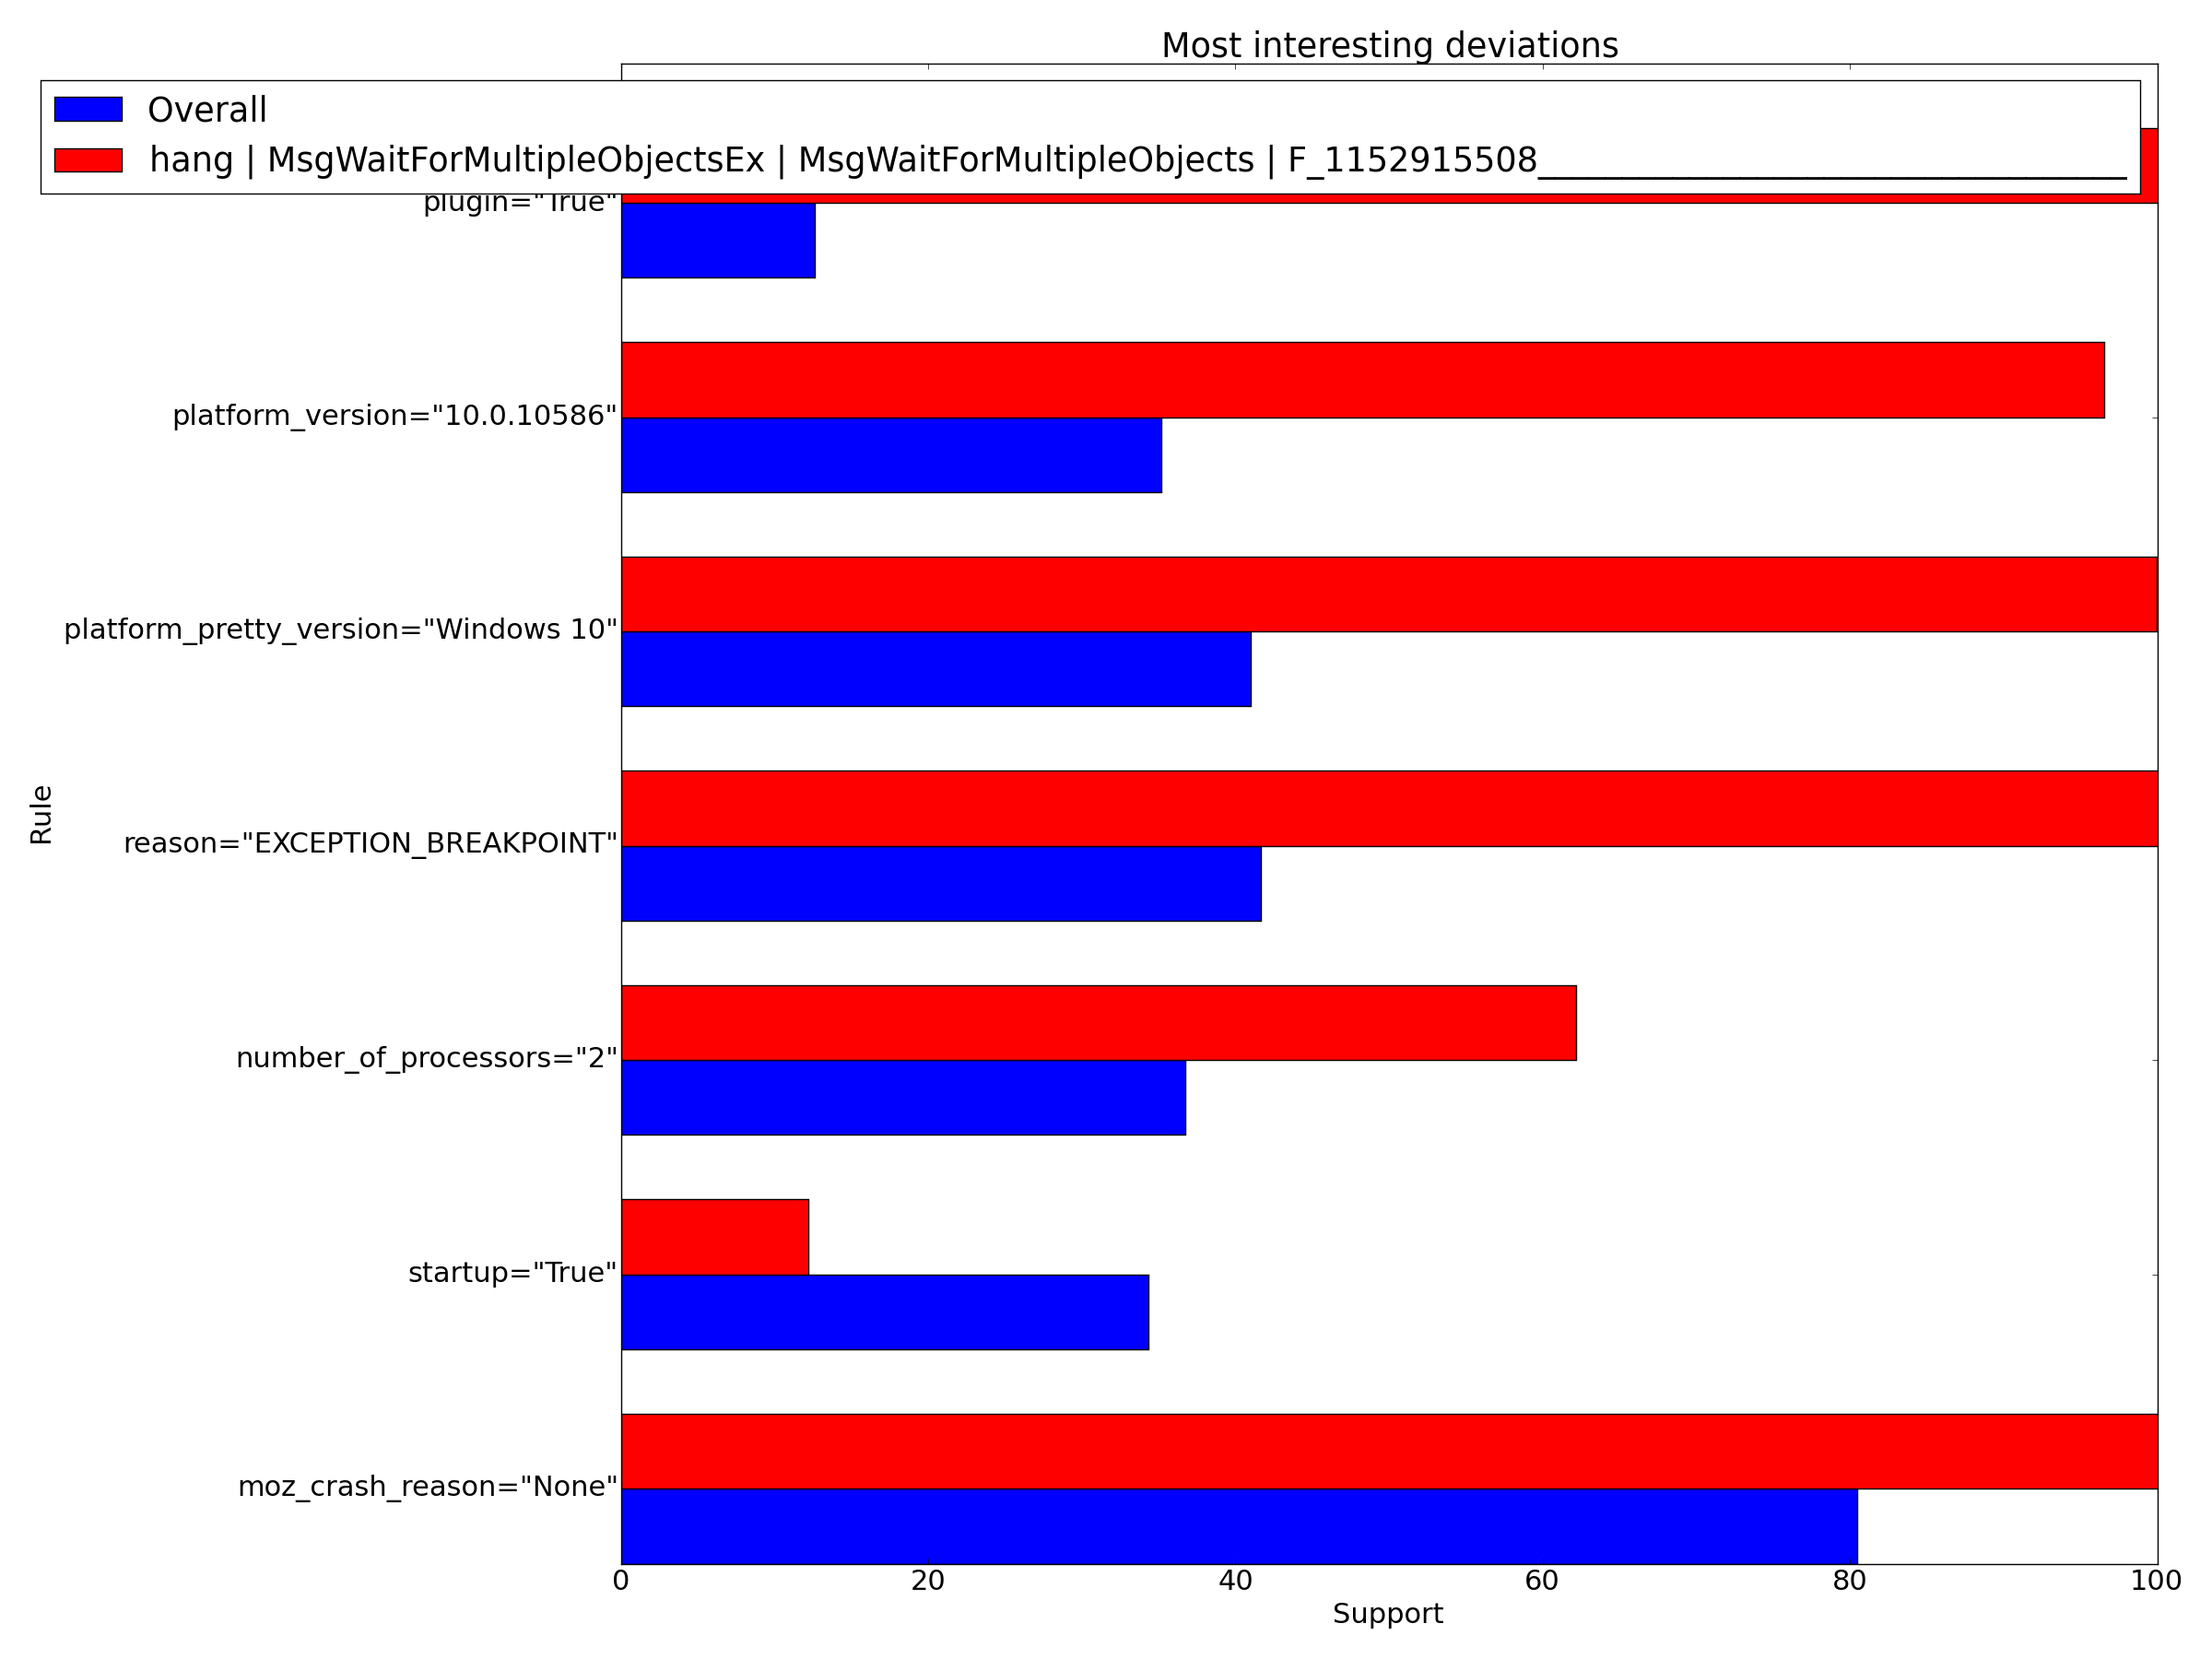 Most interesting deviations
Overall
hang | MsgWaitForMultipleObjectsEx | MsgWaitForMultipleObjects | F_1152915508___________________________________
plugin="True"
platform_version="10.0.10586"
platform_pretty_version="Windows 10"
reason="EXCEPTION_BREAKPOINT"
number_of_processors="2"
startup="True"
moz_crash_reason="None"
Rule
0 20 40 60 80 100
Support